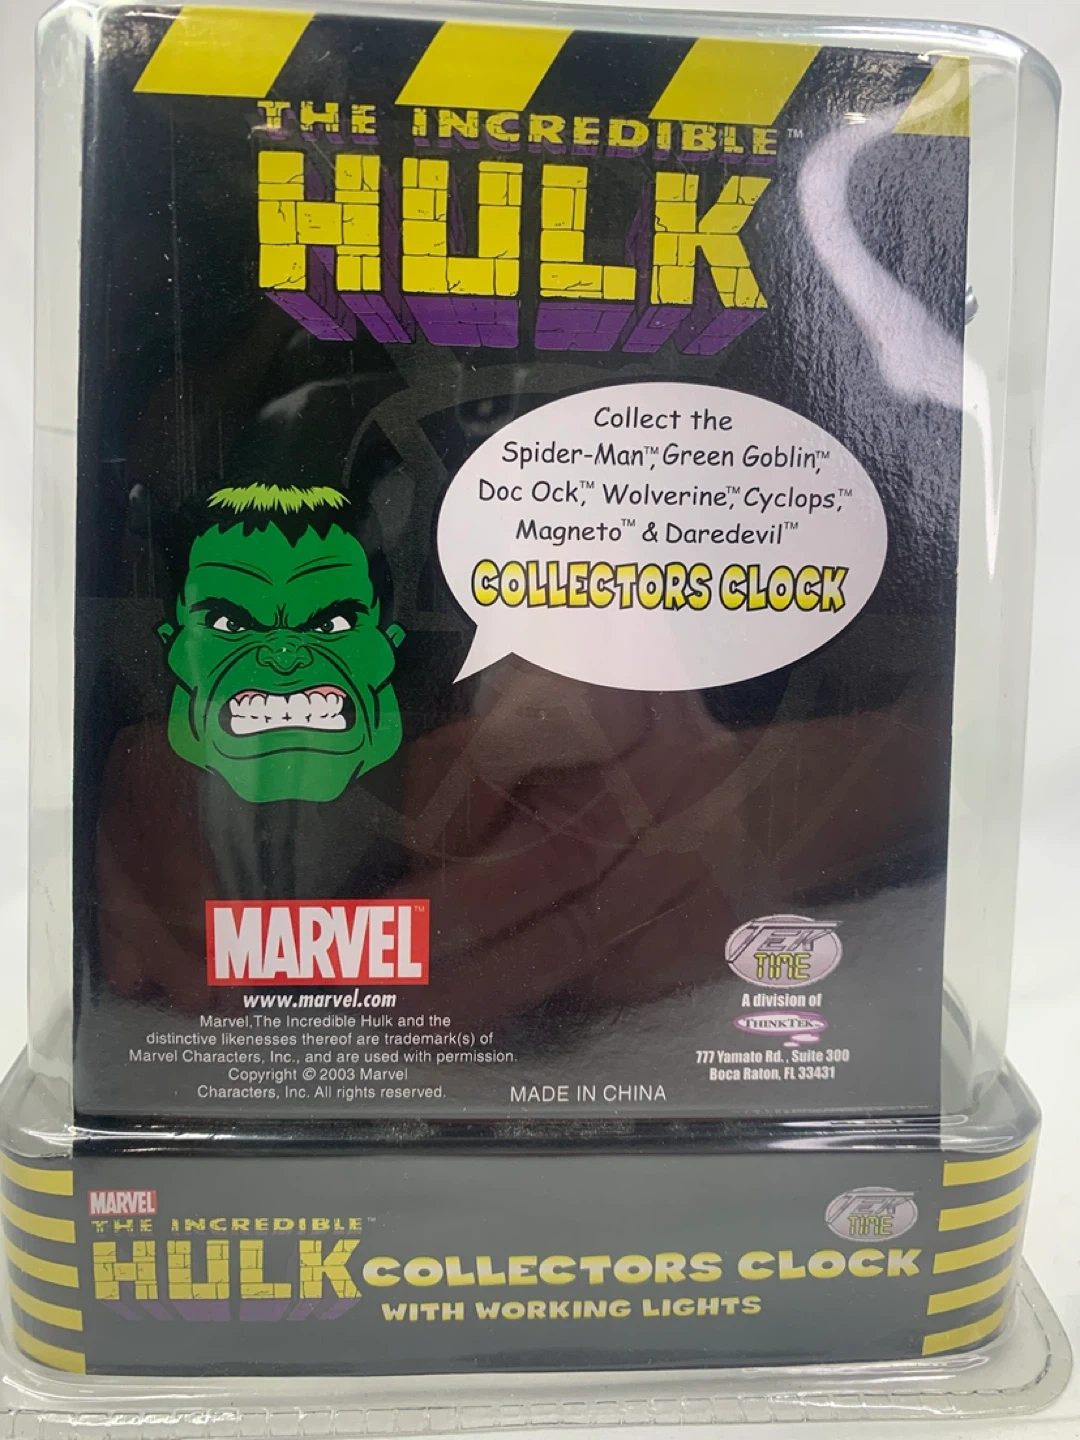 THE INCREDIBLE™
HULK
Collect the
Spider-Man™, Green Goblin™,
Doc Ock,™ Wolverine™, Cyclops,™
Magneto™ & Daredevil™
COLLECTORS CLOCK
MARVEL™
www.marvel.com
Marvel, The Incredible Hulk and the
distinctive likenesses thereof are trademark(s) of
Marvel Characters, Inc., and are used with permission.
Copyright © 2003 Marvel
Characters, Inc. All rights reserved.
MADE IN CHINA
TEK
TIME
A division of
THINKTEK
777 Yamato Rd., Suite 300
Boca Raton, FL 33431
MARVEL
THE INCREDIBLE™
HULK COLLECTORS CLOCK
WITH WORKING LIGHTS
TEK
TIME